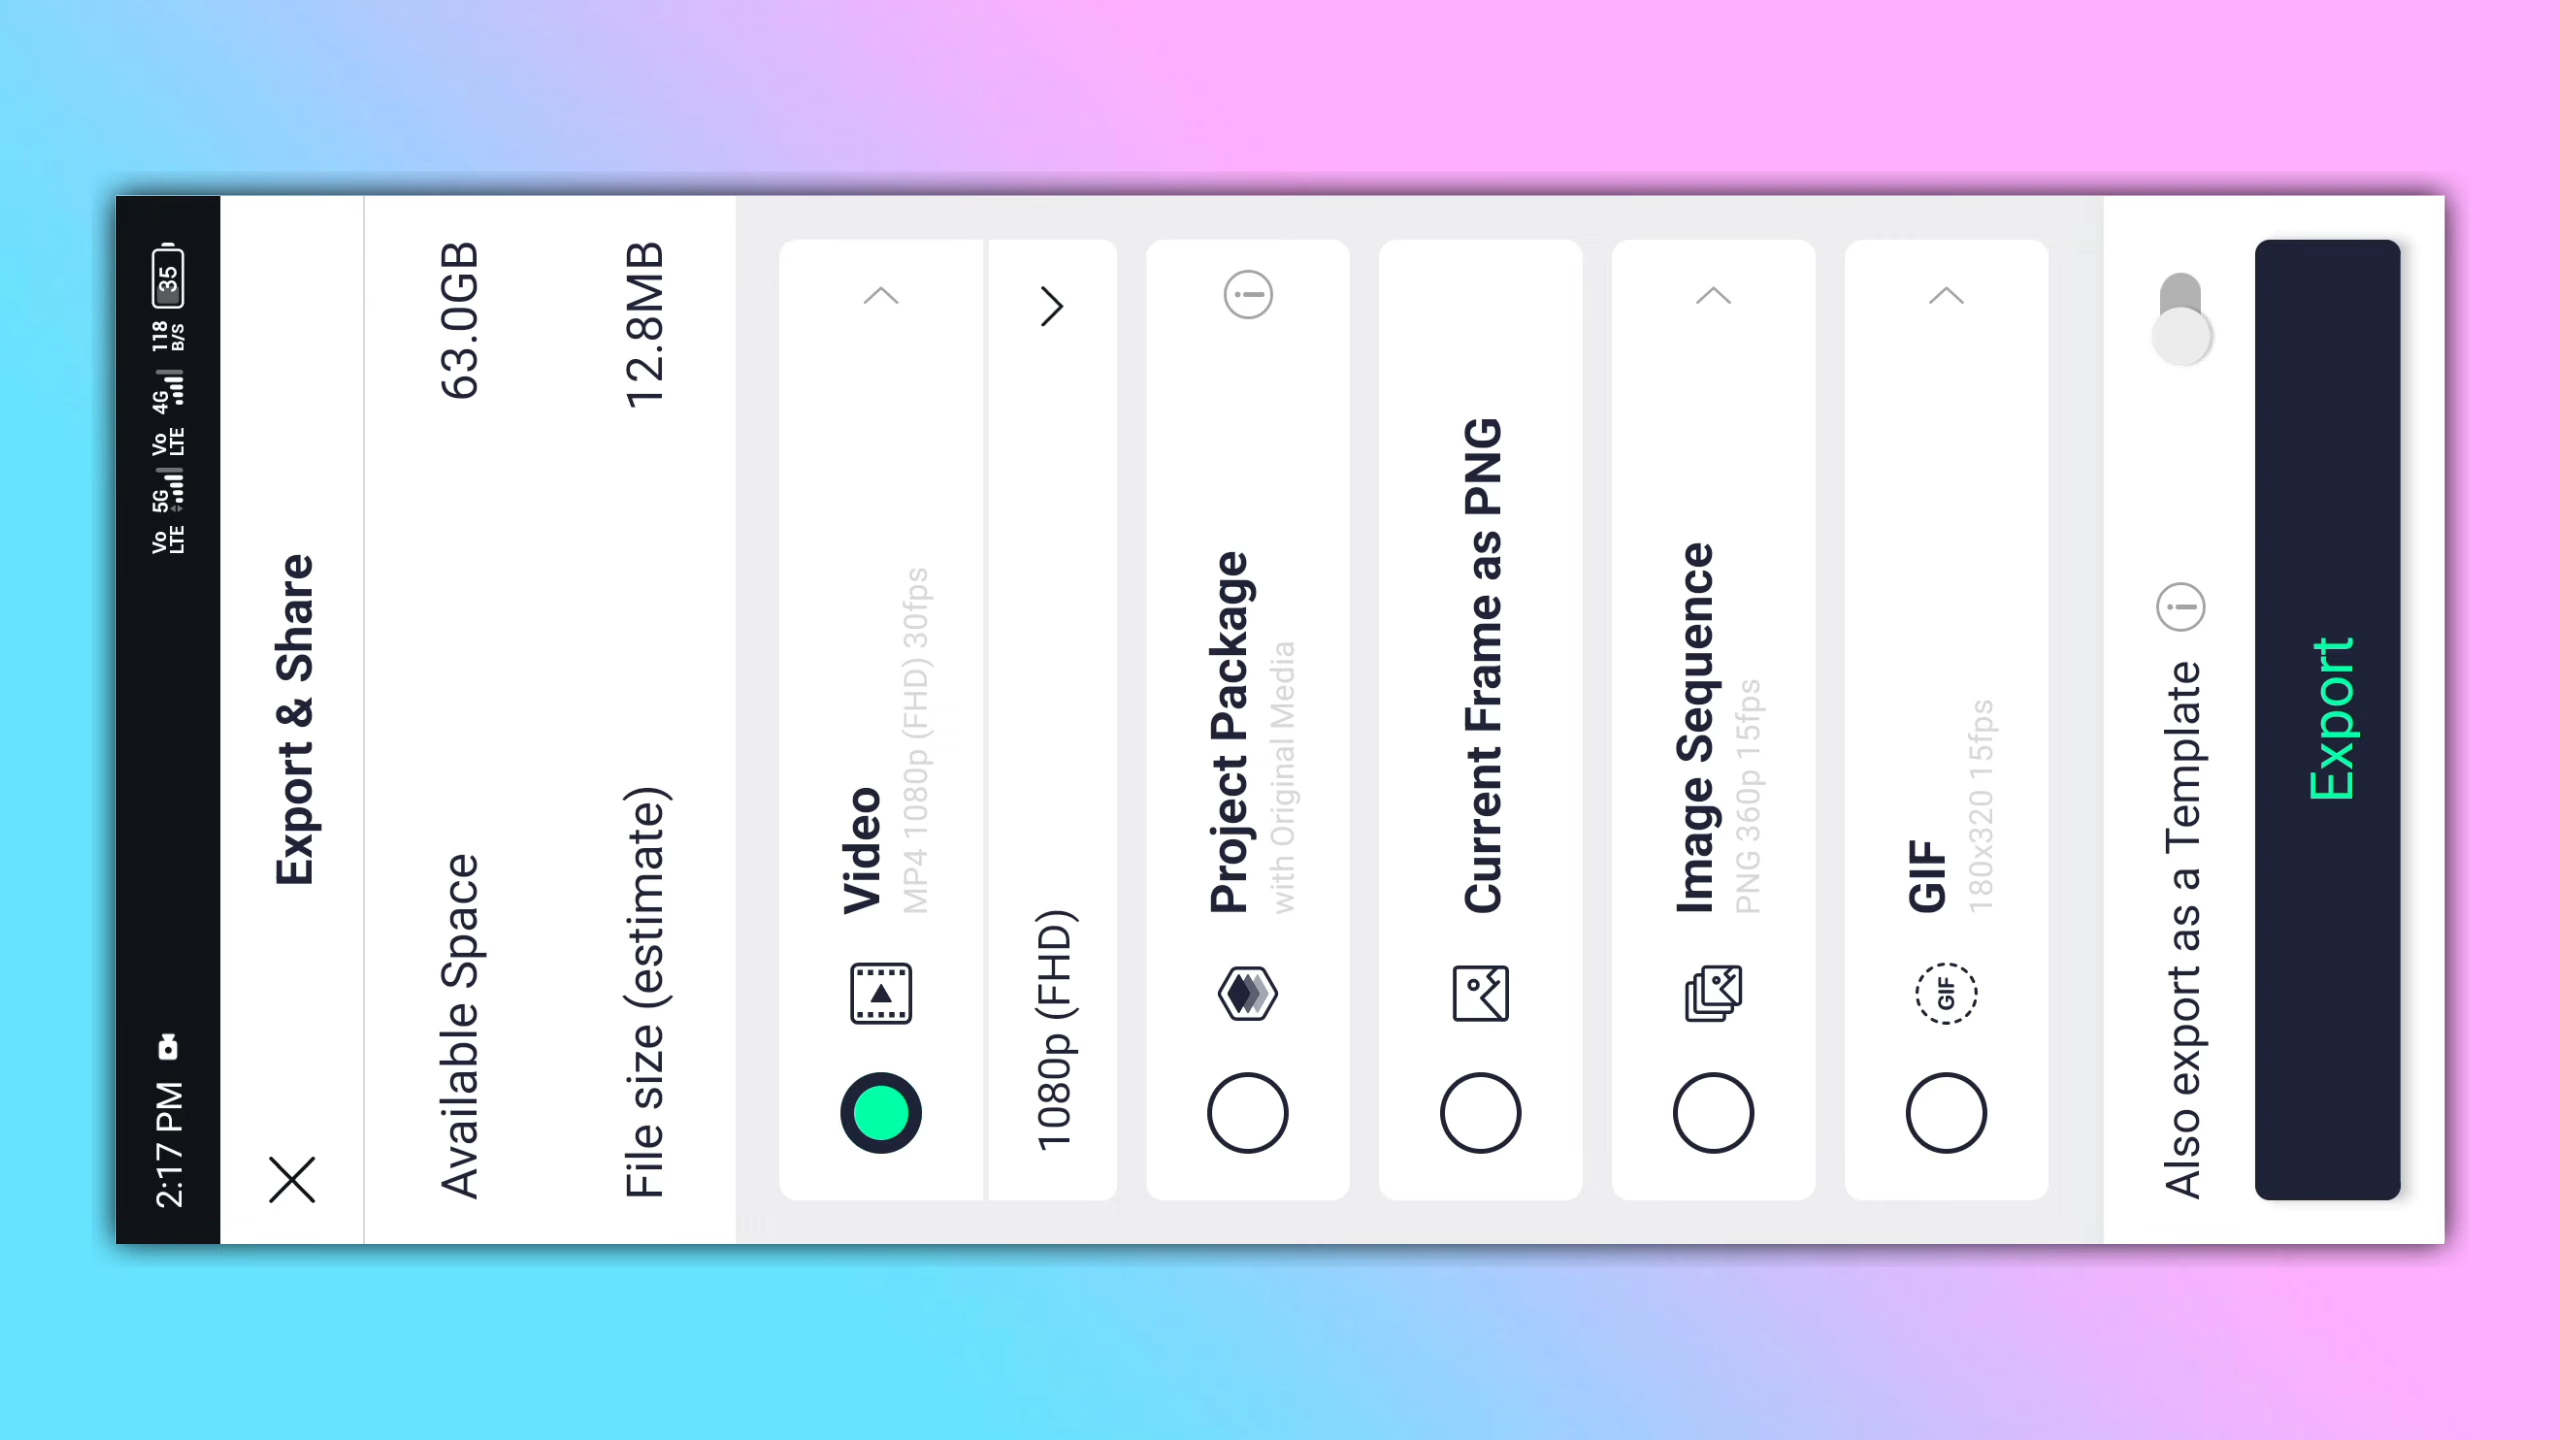 2:17 PM Vo LTE 5G Vo LTE 4G 118 B/S 35
Export & Share
Available Space 63.0GB
File size (estimate) 12.8MB
Video
MP4 1080p (FHD) 30fps
1080p (FHD)
Project Package
with Original Media
Current Frame as PNG
Image Sequence
PNG 360p 15fps
GIF GIF
180x320 15fps
Also export as a Template
Export